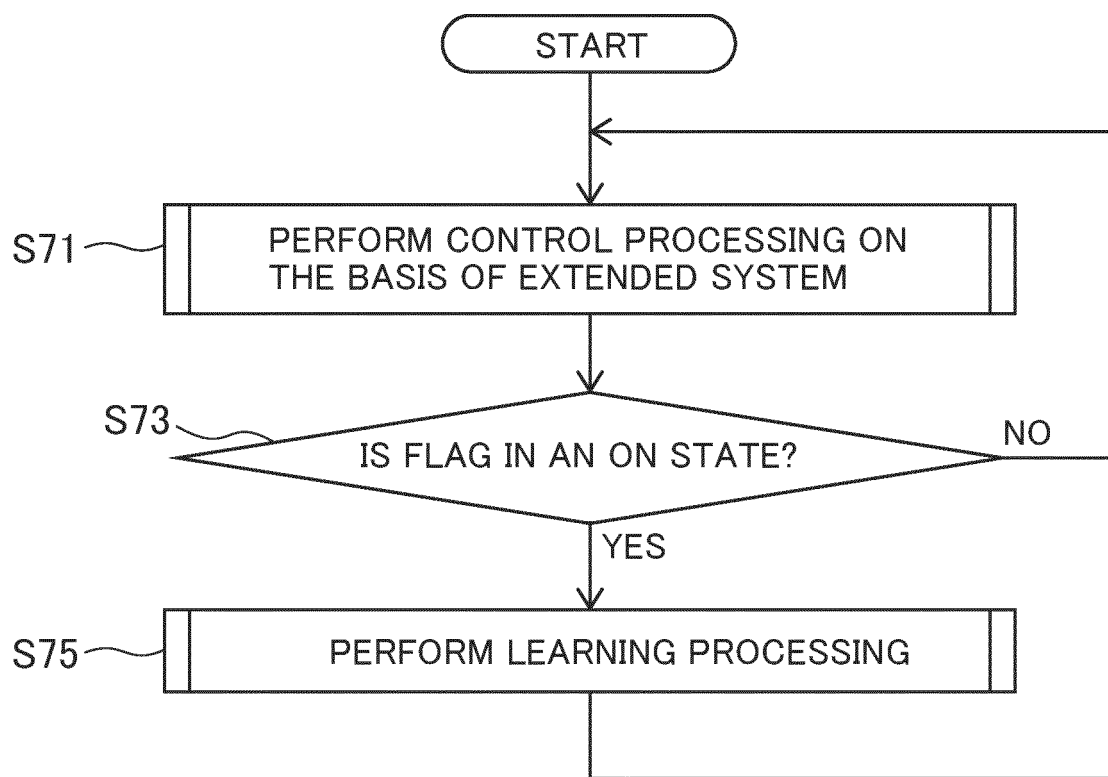 START
S71
PERFORM CONTROL PROCESSING ON
THE BASIS OF EXTENDED SYSTEM
S73
IS FLAG IN AN ON STATE?
NO
YES
S75
PERFORM LEARNING PROCESSING